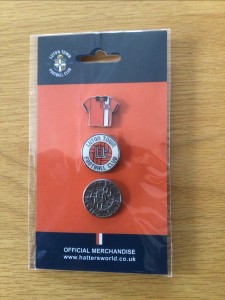 LUTON TOWN
FOOTBALL CLUB
LUTON TOWN
FOOTBALL CLUB
OFFICIAL MERCHANDISE
www.hattersworld.co.uk